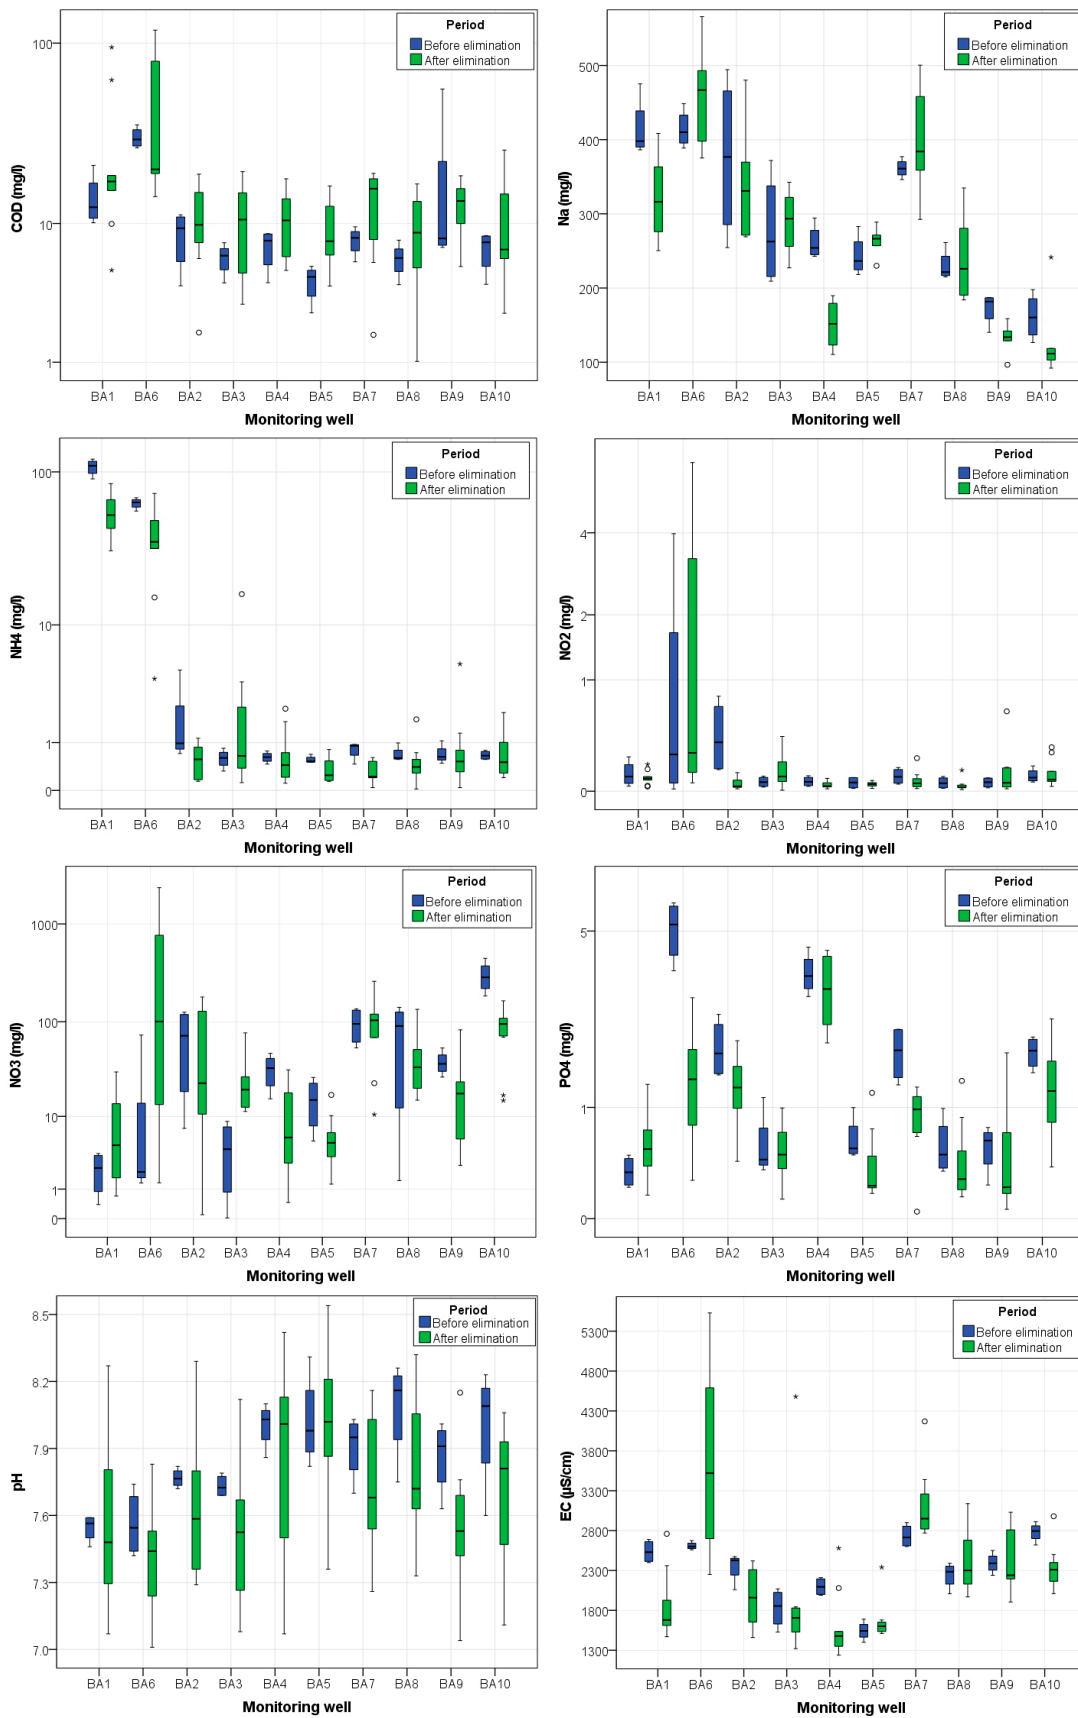 Period
Before elimination
After elimination
COD (mg/l)
100
10
1
BA1 BA6 BA2 BA3 BA4 BA5 BA7 BA8 BA9 BA10
Monitoring well
Period
Before elimination
After elimination
Na (mg/l)
500
400
300
200
100
BA1 BA6 BA2 BA3 BA4 BA5 BA7 BA8 BA9 BA10
Monitoring well
Period
Before elimination
After elimination
NH4 (mg/l)
100
10
1
0
BA1 BA6 BA2 BA3 BA4 BA5 BA7 BA8 BA9 BA10
Monitoring well
Period
Before elimination
After elimination
NO2 (mg/l)
4
2
1
0
BA1 BA6 BA2 BA3 BA4 BA5 BA7 BA8 BA9 BA10
Monitoring well
Period
Before elimination
After elimination
NO3 (mg/l)
1000
100
10
1
0
BA1 BA6 BA2 BA3 BA4 BA5 BA7 BA8 BA9 BA10
Monitoring well
Period
Before elimination
After elimination
PO4 (mg/l)
5
1
0
BA1 BA6 BA2 BA3 BA4 BA5 BA7 BA8 BA9 BA10
Monitoring well
Period
Before elimination
After elimination
pH
8.5
8.2
7.9
7.6
7.3
7.0
BA1 BA6 BA2 BA3 BA4 BA5 BA7 BA8 BA9 BA10
Monitoring well
Period
Before elimination
After elimination
EC (µS/cm)
5300
4800
4300
3800
3300
2800
2300
1800
1300
BA1 BA6 BA2 BA3 BA4 BA5 BA7 BA8 BA9 BA10
Monitoring well